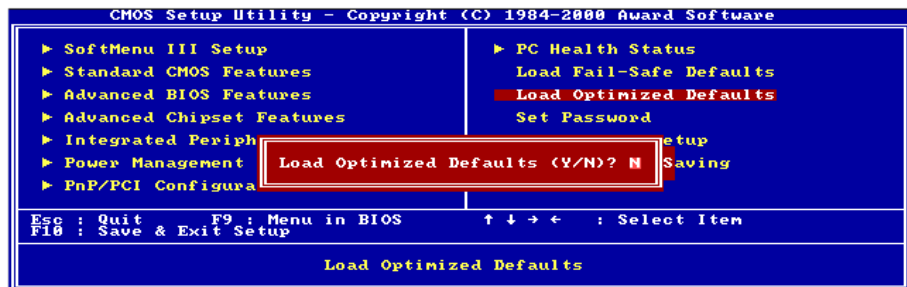 CMOS Setup Utility - Copyright (C) 1984-2000 Award Software
▶ SoftMenu III Setup
▶ Standard CMOS Features
▶ Advanced BIOS Features
▶ Advanced Chipset Features
▶ Integrated Periph
▶ Power Management
▶ PnP/PCI Configura
▶ PC Health Status
Load Fail-Safe Defaults
Load Optimized Defaults
Set Password
etup
Saving
Load Optimized Defaults (Y/N)? N
Esc : Quit F9 : Menu in BIOS ↑ ↓ → ← : Select Item
F10 : Save & Exit Setup
Load Optimized Defaults